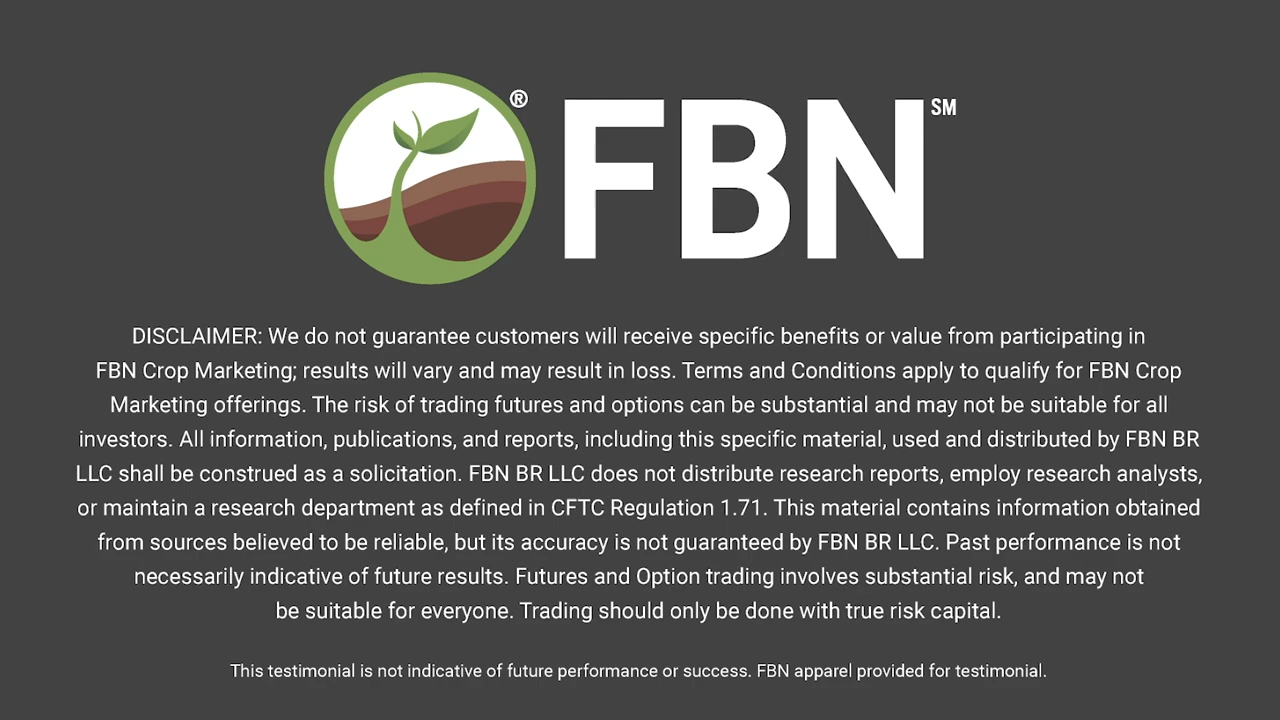 ® FBN SM
DISCLAIMER: We do not guarantee customers will receive specific benefits or value from participating in
FBN Crop Marketing; results will vary and may result in loss. Terms and Conditions apply to qualify for FBN Crop
Marketing offerings. The risk of trading futures and options can be substantial and may not be suitable for all
investors. All information, publications, and reports, including this specific material, used and distributed by FBN BR
LLC shall be construed as a solicitation. FBN BR LLC does not distribute research reports, employ research analysts,
or maintain a research department as defined in CFTC Regulation 1.71. This material contains information obtained
from sources believed to be reliable, but its accuracy is not guaranteed by FBN BR LLC. Past performance is not
necessarily indicative of future results. Futures and Option trading involves substantial risk, and may not
be suitable for everyone. Trading should only be done with true risk capital.
This testimonial is not indicative of future performance or success. FBN apparel provided for testimonial.